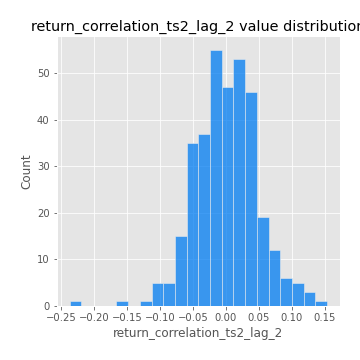 return_correlation_ts2_lag_2 value distribution
Count
50
40
30
20
10
0
−0.25 −0.20 −0.15 −0.10 −0.05 0.00 0.05 0.10 0.15
return_correlation_ts2_lag_2